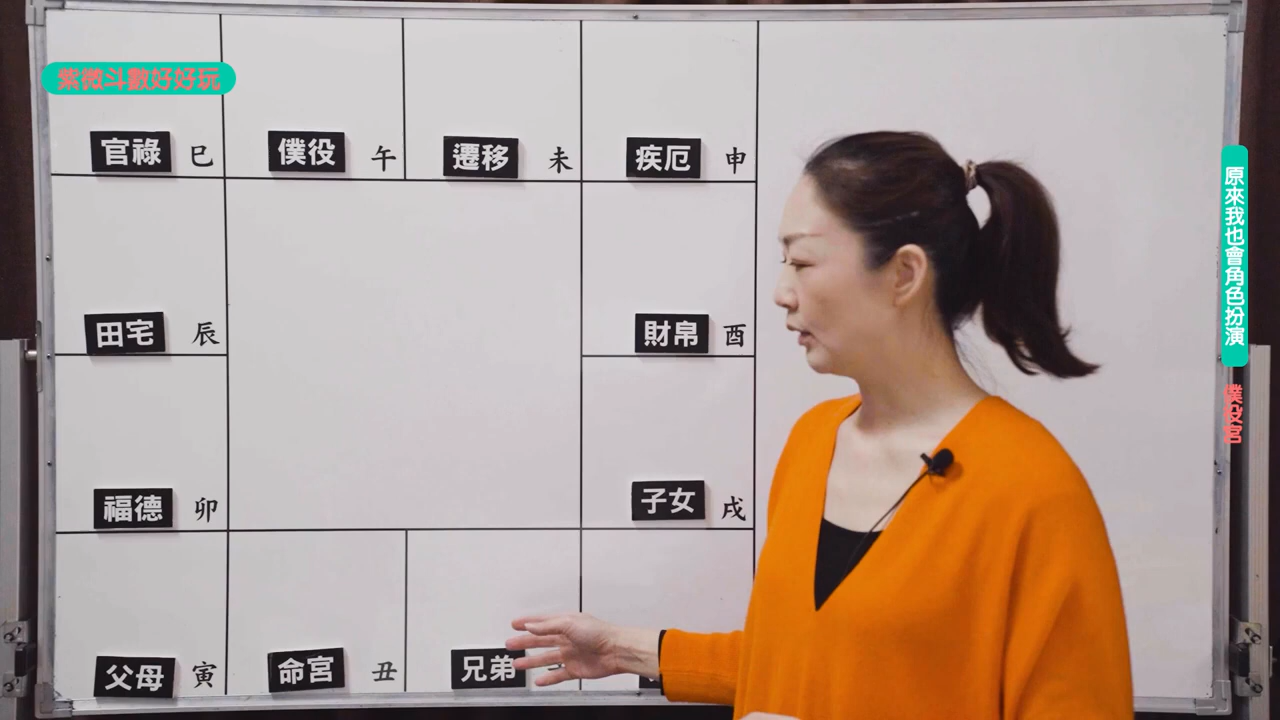 紫微斗數好好玩
官祿 巳
僕役 午
遷移 未
疾厄 申
田宅 辰
財帛 酉
福德 卯
子女 戌
父母 寅
命宮 丑
兄弟
原來我也會角色扮演
僕役宮